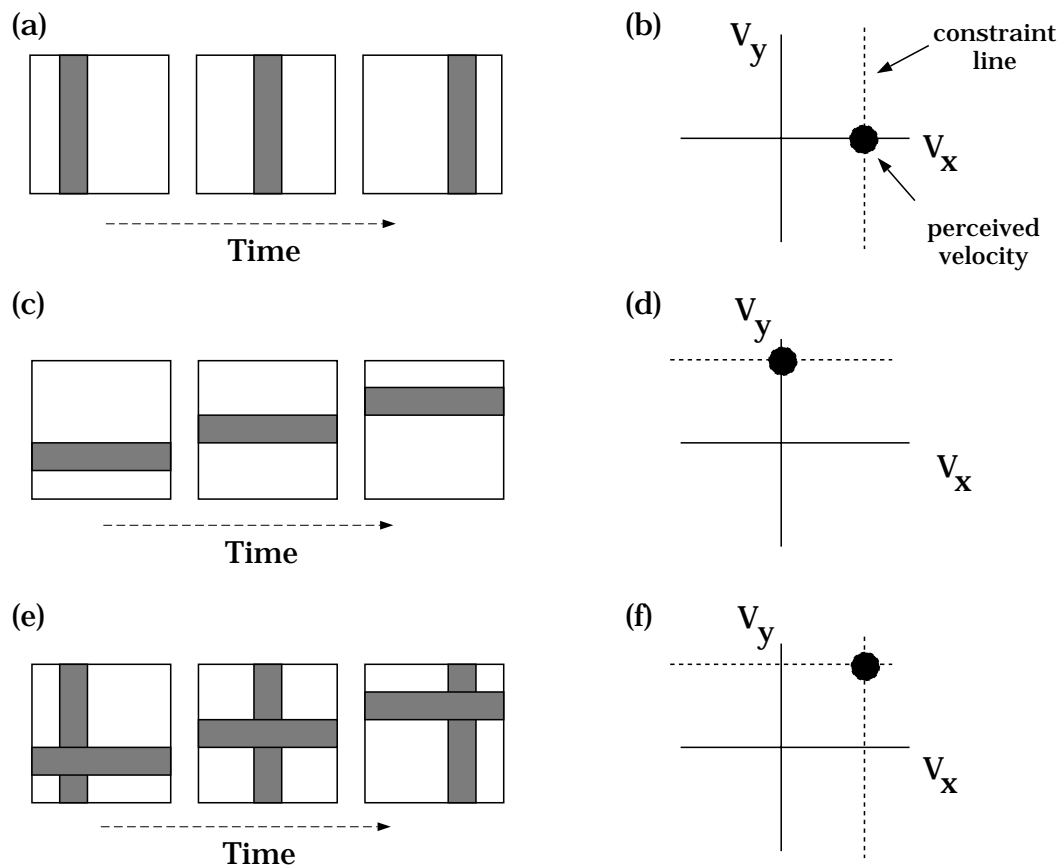 (a)
Time
(b)
Vy
Vx
constraint
line
perceived
velocity
(c)
Time
(d)
Vy
Vx
(e)
Time
(f)
Vy
Vx